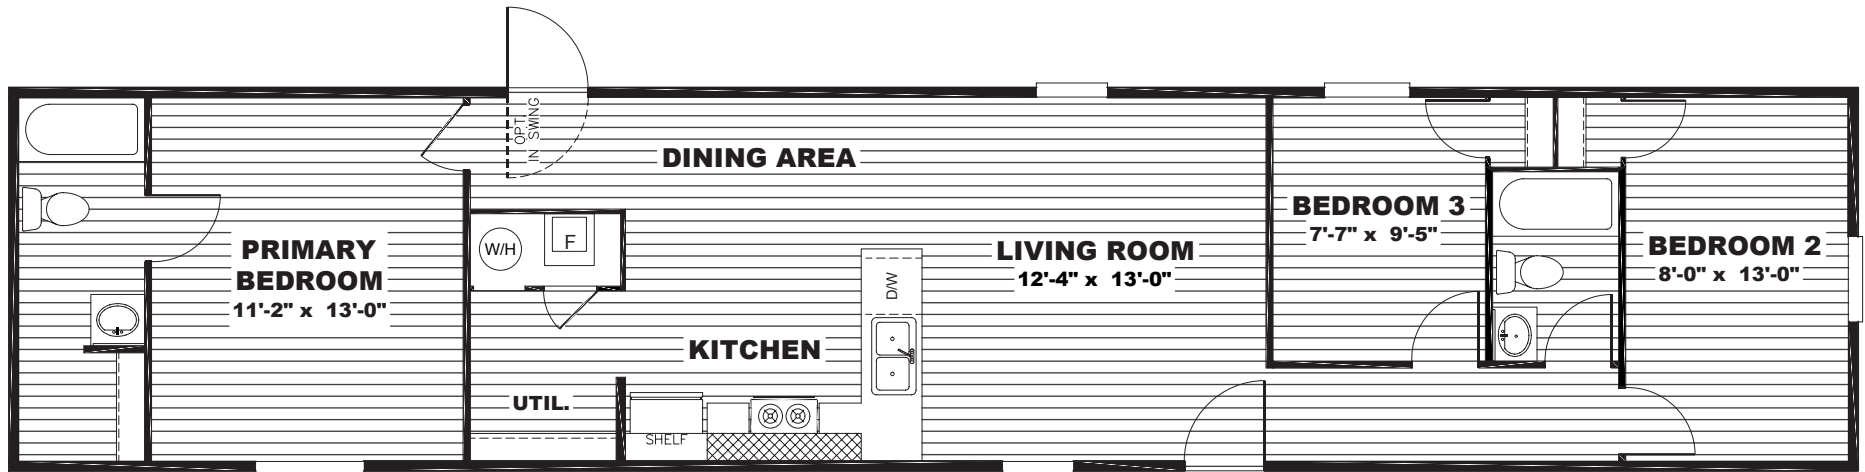 OPT.
IN SWING
DINING AREA
W/H
F
PRIMARY
BEDROOM
11'-2" x 13'-0"
KITCHEN
UTIL.
SHELF
D/W
LIVING ROOM
12'-4" x 13'-0"
BEDROOM 3
7'-7" x 9'-5"
BEDROOM 2
8'-0" x 13'-0"